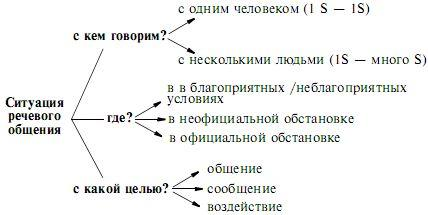 с одним человеком (1 S — 1S)
с кем говорим?
с несколькими людьми (1S — много S)
Ситуация
речевого
общения
где?
в в благоприятных /неблагоприятных
условиях
в неофициальной обстановке
в официальной обстановке
с какой целью?
общение
сообщение
воздействие